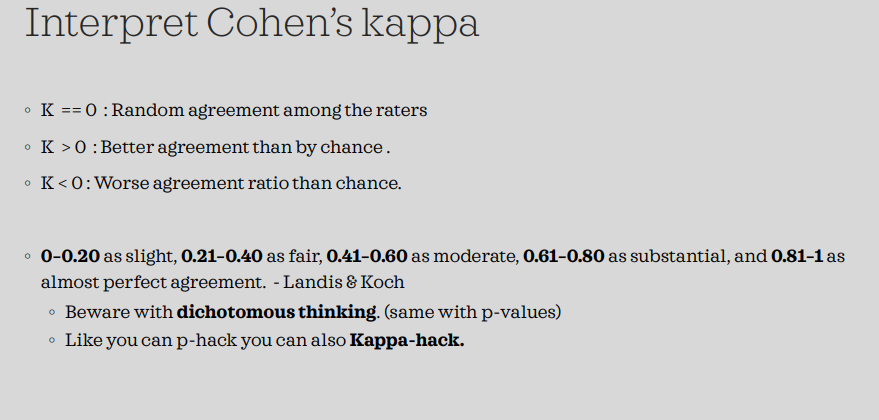 Interpret Cohen's kappa
◦ K == 0 : Random agreement among the raters
◦ K > 0 : Better agreement than by chance .
◦ K < 0 : Worse agreement ratio than chance.
◦ 0–0.20 as slight, 0.21–0.40 as fair, 0.41–0.60 as moderate, 0.61–0.80 as substantial, and 0.81–1 as
almost perfect agreement. - Landis & Koch
◦ Beware with dichotomous thinking. (same with p-values)
◦ Like you can p-hack you can also Kappa-hack.